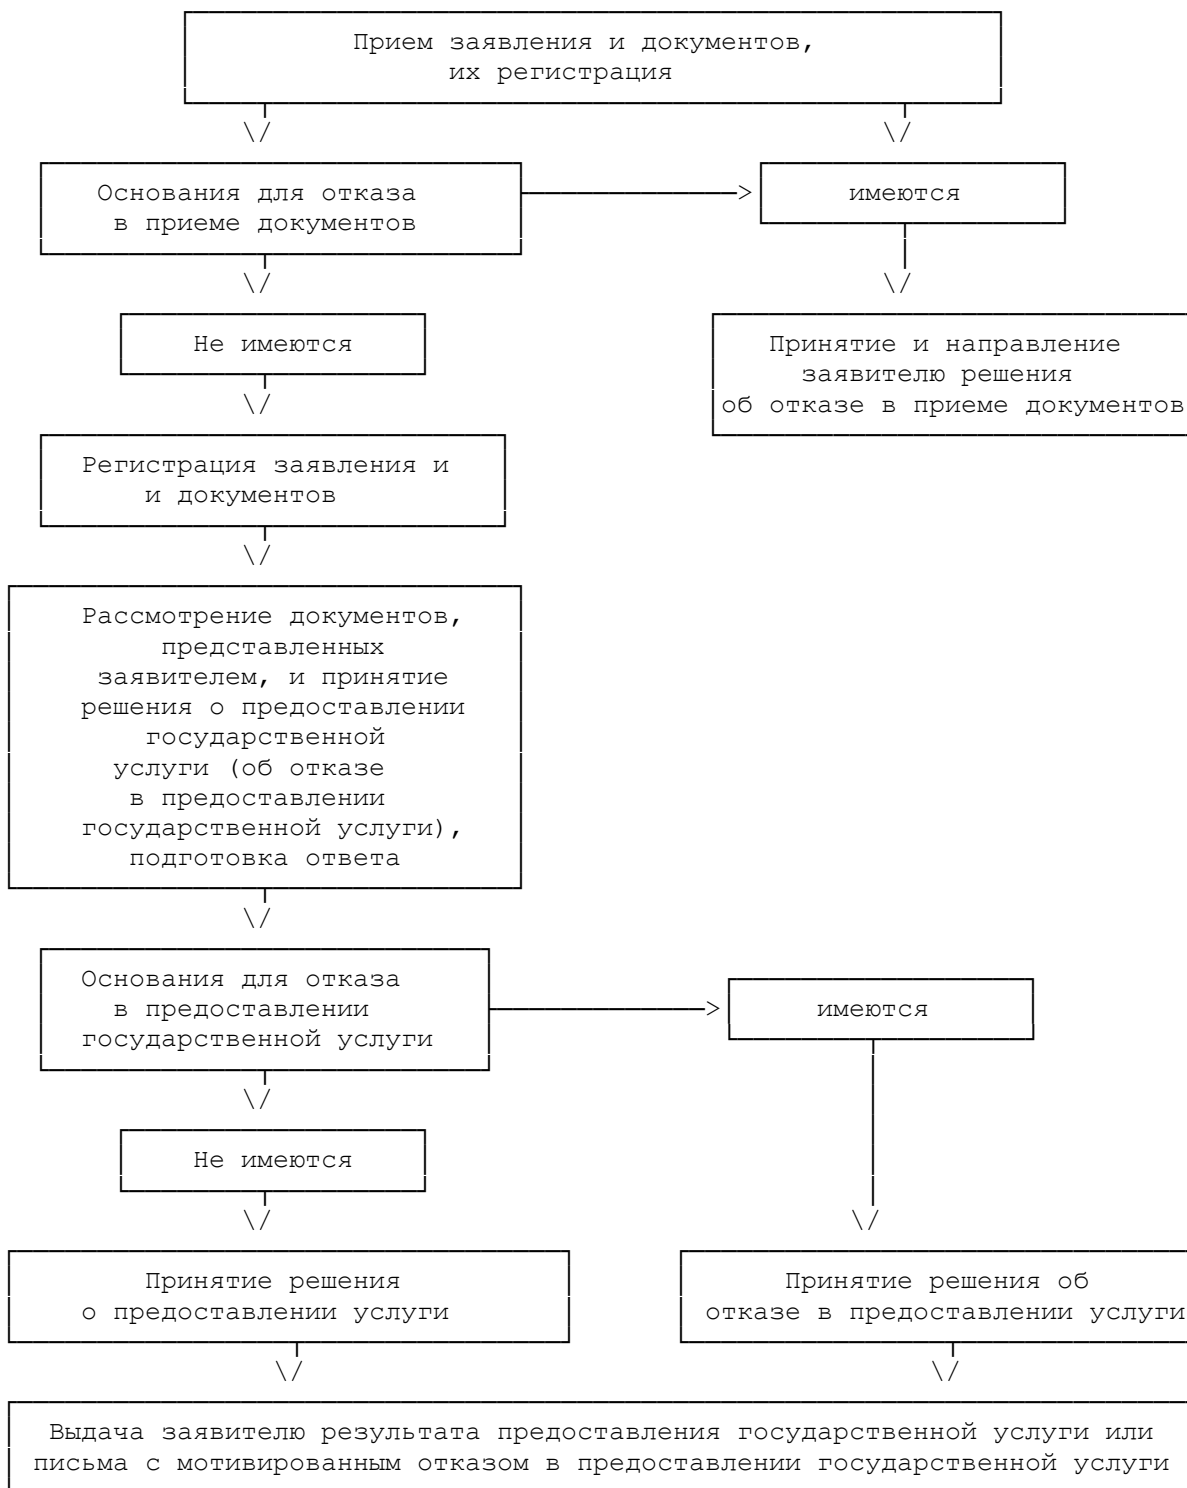 Прием заявления и документов,
их регистрация
Основания для отказа
в приеме документов
имеются
Не имеются
Принятие и направление
заявителю решения
об отказе в приеме документов
Регистрация заявления и
и документов
Рассмотрение документов,
представленных
заявителем, и принятие
решения о предоставлении
государственной
услуги (об отказе
в предоставлении
государственной услуги),
подготовка ответа
Основания для отказа
в предоставлении
государственной услуги
имеются
Не имеются
Принятие решения
о предоставлении услуги
Принятие решения об
отказе в предоставлении услуги
Выдача заявителю результата предоставления государственной услуги или
письма с мотивированным отказом в предоставлении государственной услуги